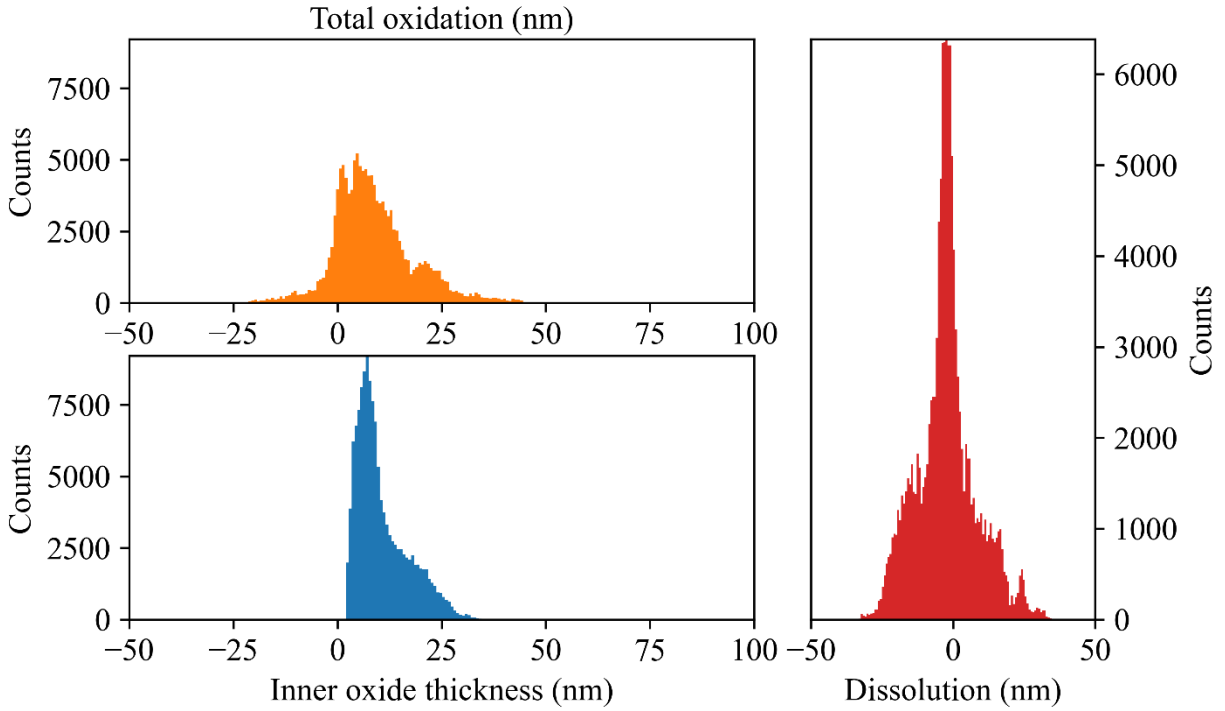 Total oxidation (nm)
Counts
7500
5000
2500
0
−50 −25 0 25 50 75 100
Counts
7500
5000
2500
0
−50 −25 0 25 50 75 100
Inner oxide thickness (nm)
6000
5000
4000
3000
2000
1000
0
Counts
−50 0 50
Dissolution (nm)